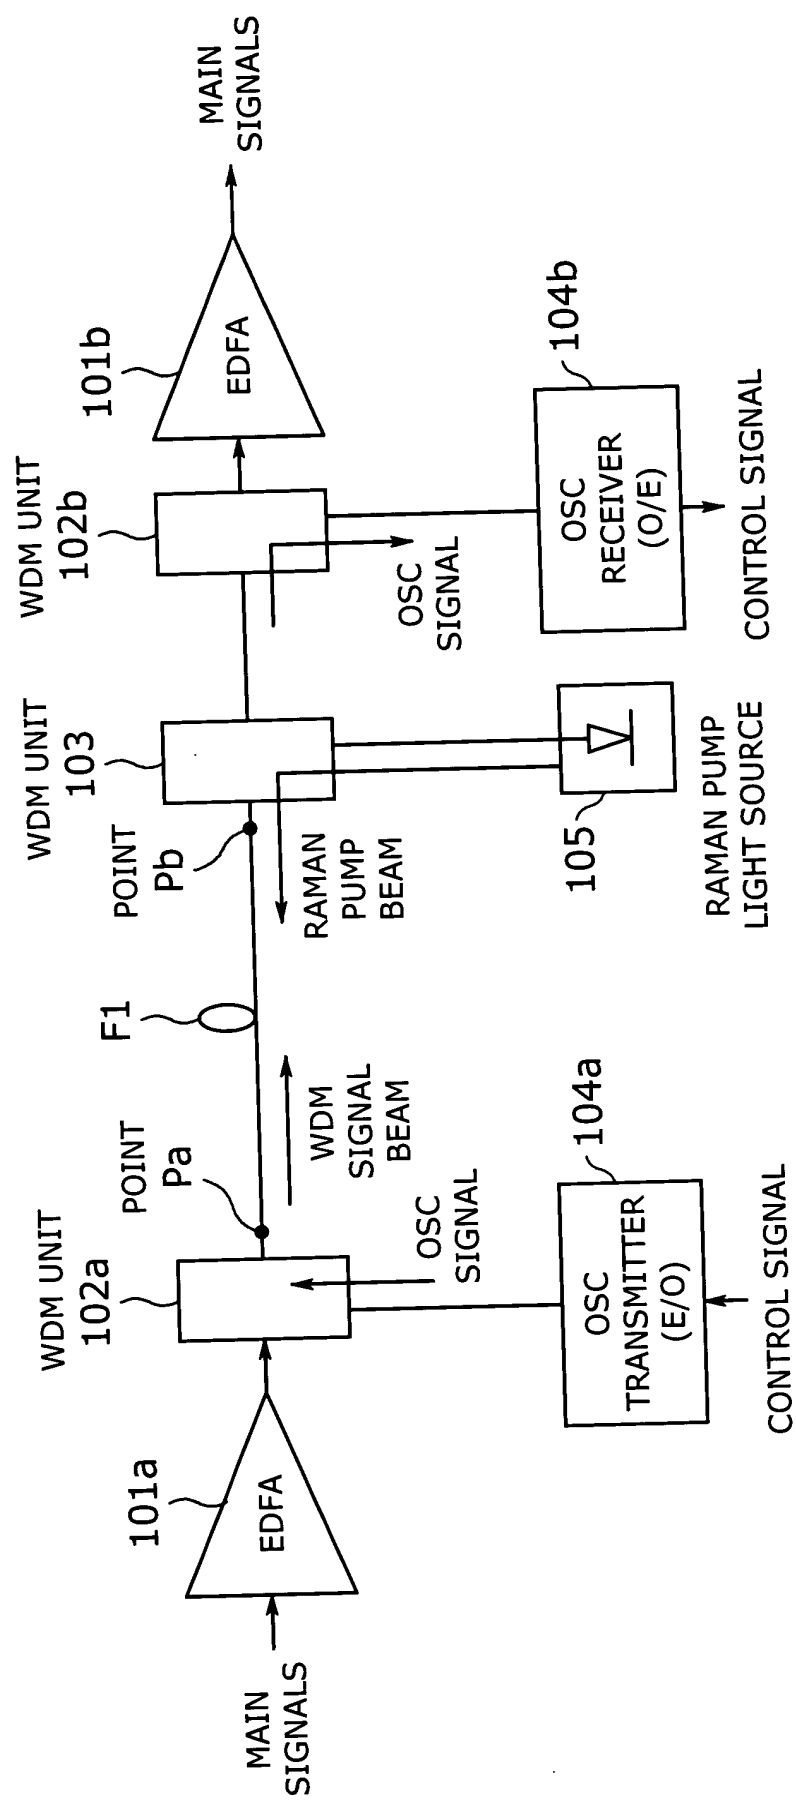 MAIN
SIGNALS
101a
EDFA
WDM UNIT
102a
OSC
SIGNAL
OSC
TRANSMITTER
(E/O)
104a
CONTROL SIGNAL
POINT
Pa
WDM
SIGNAL
BEAM
F1
POINT
Pb
RAMAN
PUMP
BEAM
WDM UNIT
103
105
RAMAN PUMP
LIGHT SOURCE
WDM UNIT
102b
OSC
SIGNAL
OSC
RECEIVER
(O/E)
104b
CONTROL SIGNAL
101b
EDFA
MAIN
SIGNALS